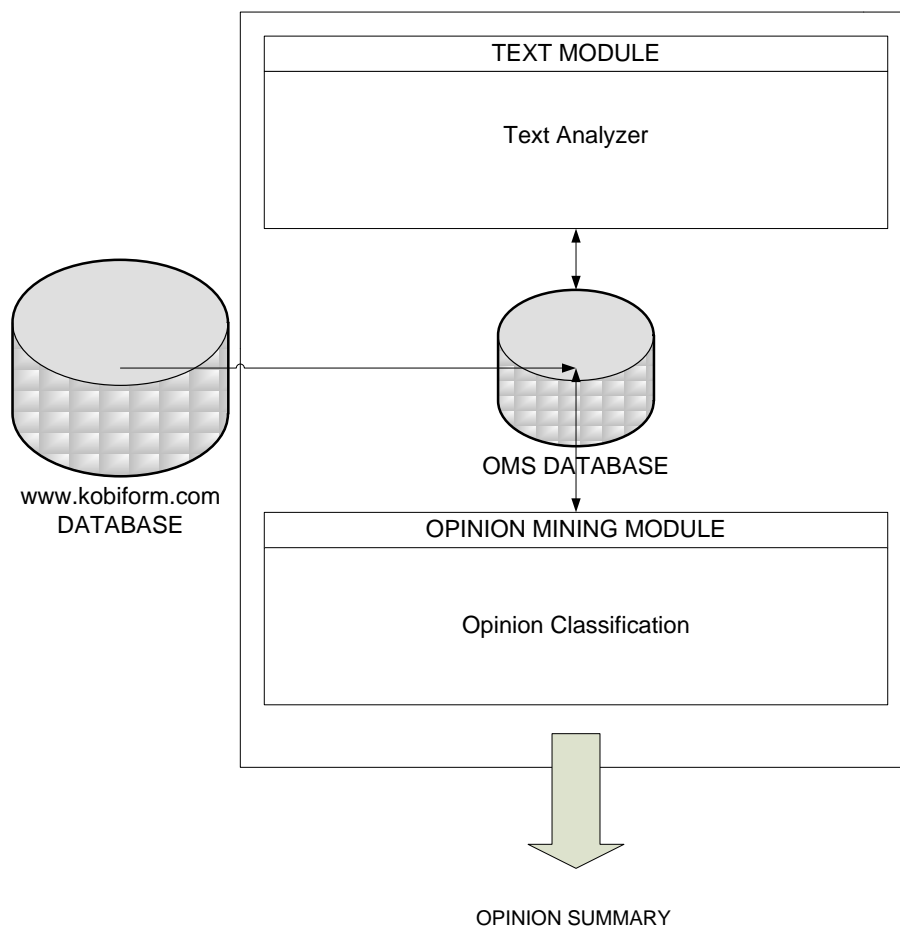 TEXT MODULE
Text Analyzer
OMS DATABASE
www.kobiform.com
DATABASE
OPINION MINING MODULE
Opinion Classification
OPINION SUMMARY